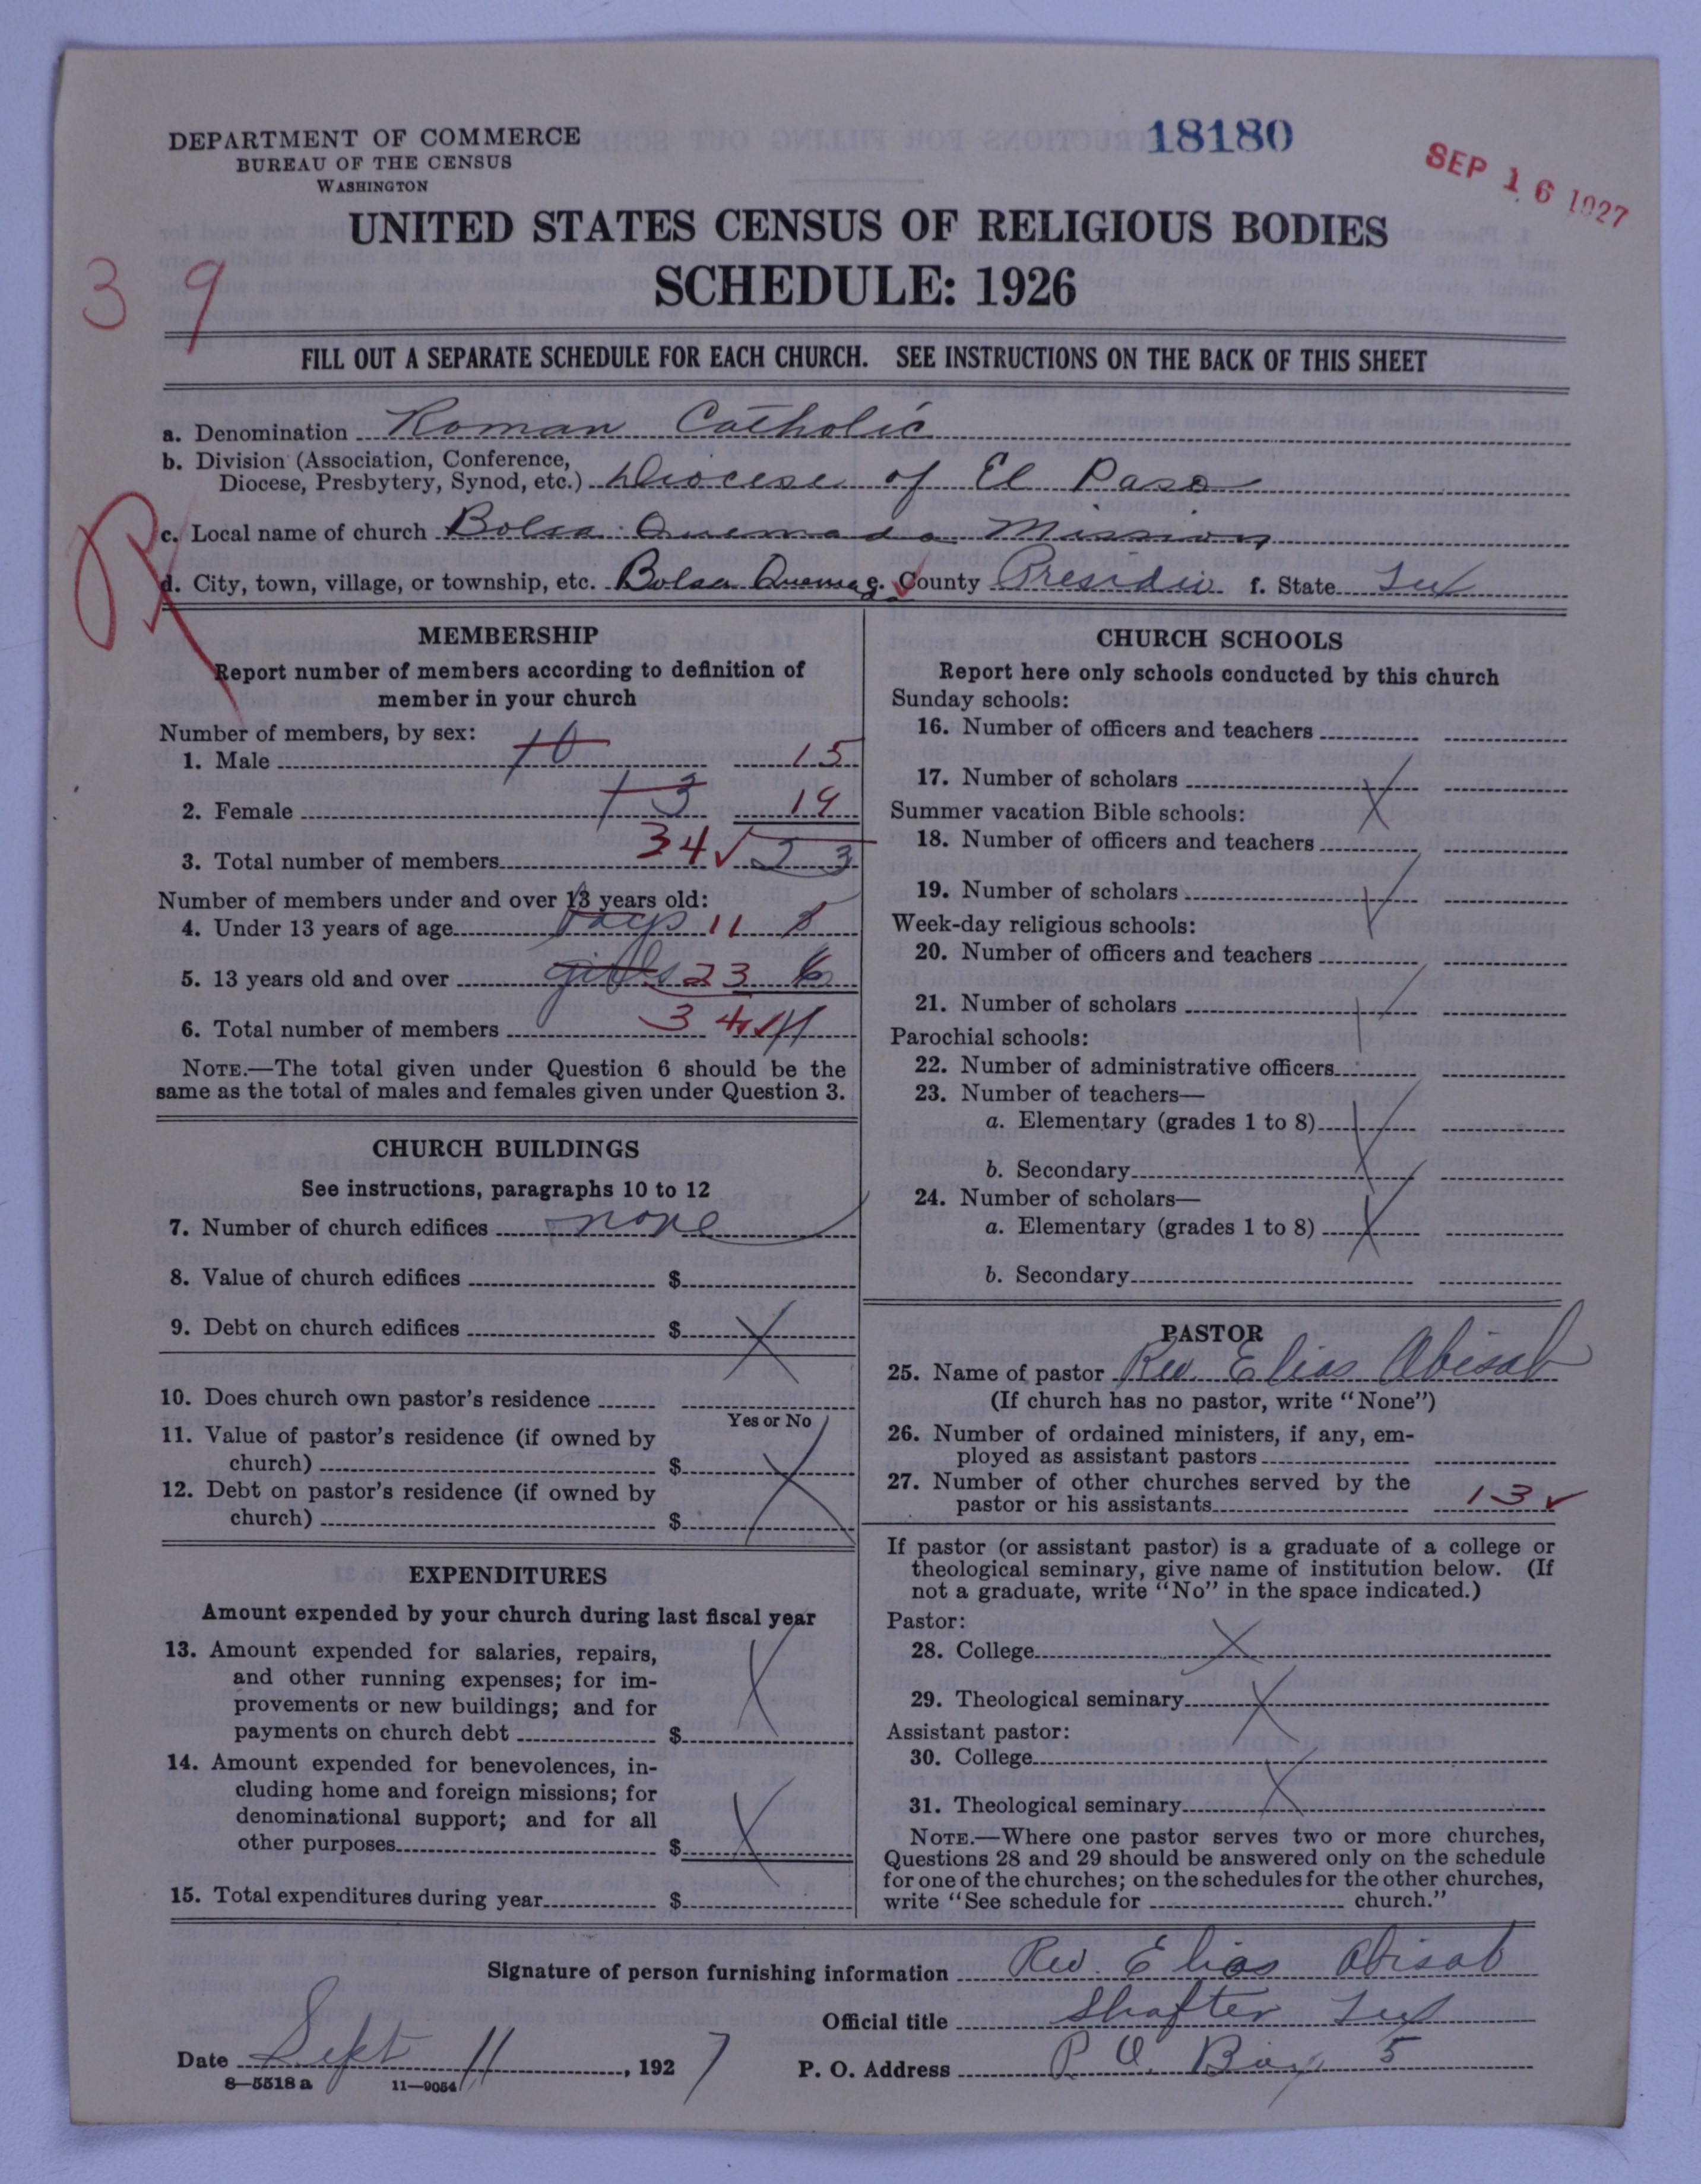 DEPARTMENT OF COMMERCE
BUREAU OF THE CENSUS
WASHINGTON
18180
SEP 16 1927
UNITED STATES CENSUS OF RELIGIOUS BODIES
SCHEDULE: 1926
39
FILL OUT A SEPARATE SCHEDULE FOR EACH CHURCH. SEE INSTRUCTIONS ON THE BACK OF THIS SHEET
a. Denomination Roman Catholic
b. Division (Association, Conference,
Diocese, Presbytery, Synod, etc.) Diocese of El Paso
c. Local name of church Bolsa Quemada Mission
d. City, town, village, or township, etc. Bolsa e. County Presidio f. State Tex
MEMBERSHIP
Report number of members according to definition of
member in your church
Number of members, by sex:
1. Male 10 15
2. Female 13 19
3. Total number of members 34 23
Number of members under and over 13 years old:
4. Under 13 years of age boys 11 5
5. 13 years old and over girls 23 6
6. Total number of members 34 11
NOTE.—The total given under Question 6 should be the
same as the total of males and females given under Question 3.
CHURCH BUILDINGS
See instructions, paragraphs 10 to 12
7. Number of church edifices none
8. Value of church edifices $
9. Debt on church edifices $
10. Does church own pastor's residence
Yes or No
11. Value of pastor's residence (if owned by
church) $
12. Debt on pastor's residence (if owned by
church) $
EXPENDITURES
Amount expended by your church during last fiscal year
13. Amount expended for salaries, repairs,
and other running expenses; for im-
provements or new buildings; and for
payments on church debt $
14. Amount expended for benevolences, in-
cluding home and foreign missions; for
denominational support; and for all
other purposes $
15. Total expenditures during year $
CHURCH SCHOOLS
Report here only schools conducted by this church
Sunday schools:
16. Number of officers and teachers
17. Number of scholars
Summer vacation Bible schools:
18. Number of officers and teachers
19. Number of scholars
Week-day religious schools:
20. Number of officers and teachers
21. Number of scholars
Parochial schools:
22. Number of administrative officers
23. Number of teachers—
a. Elementary (grades 1 to 8)
b. Secondary
24. Number of scholars—
a. Elementary (grades 1 to 8)
b. Secondary
PASTOR
25. Name of pastor Rev. Elias Abisab
(If church has no pastor, write "None")
26. Number of ordained ministers, if any, em-
ployed as assistant pastors
27. Number of other churches served by the
pastor or his assistants 13
If pastor (or assistant pastor) is a graduate of a college or
theological seminary, give name of institution below. (If
not a graduate, write "No" in the space indicated.)
Pastor:
28. College
29. Theological seminary
Assistant pastor:
30. College
31. Theological seminary
NOTE.—Where one pastor serves two or more churches,
Questions 28 and 29 should be answered only on the schedule
for one of the churches; on the schedules for the other churches,
write "See schedule for church."
Signature of person furnishing information Rev. Elias Abisab
Official title Shafter Tex
Date Sept 11, 1927 P. O. Address P O. Box 5
8—5518 a 11—9054